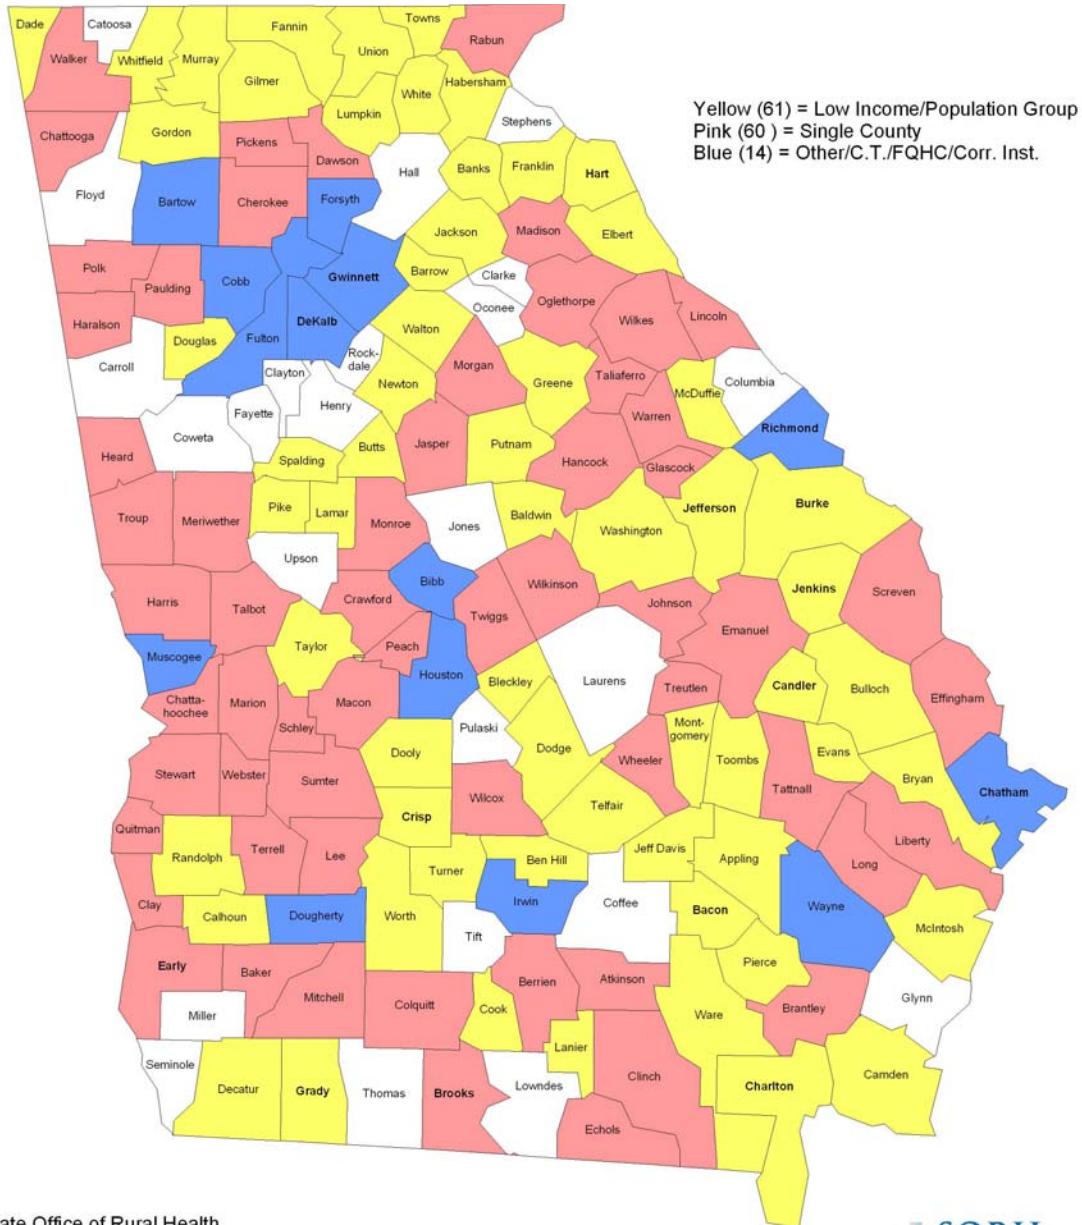 Dade
Catoosa
Fannin
Towns
Union
Rabun
Walker
Whitfield
Murray
Gilmer
Habersham
White
Lumpkin
Stephens
Yellow (61) = Low Income/Population Group
Pink (60 ) = Single County
Blue (14) = Other/C.T./FQHC/Corr. Inst.
Chattooga
Gordon
Pickens
Dawson
Hall
Banks
Franklin
Hart
Floyd
Bartow
Cherokee
Forsyth
Jackson
Madison
Elbert
Polk
Paulding
Cobb
Gwinnett
Barrow
Clarke
Oconee
Oglethorpe
Wilkes
Lincoln
Haralson
Douglas
Fulton
DeKalb
Walton
Carroll
Clayton
Rock-
dale
Newton
Morgan
Greene
Taliaferro
McDuffie
Columbia
Fayette
Henry
Warren
Richmond
Coweta
Heard
Spalding
Butts
Jasper
Putnam
Hancock
Glascock
Troup
Meriwether
Pike
Lamar
Monroe
Jones
Baldwin
Washington
Jefferson
Burke
Upson
Bibb
Wilkinson
Jenkins
Screven
Harris
Talbot
Crawford
Twiggs
Johnson
Emanuel
Muscogee
Taylor
Peach
Houston
Bleckley
Laurens
Treutlen
Candler
Bulloch
Effingham
Chatta-
hoochee
Marion
Schley
Macon
Pulaski
Dooly
Dodge
Wheeler
Mont-
gomery
Toombs
Evans
Tattnall
Bryan
Chatham
Stewart
Webster
Sumter
Crisp
Wilcox
Telfair
Quitman
Randolph
Terrell
Lee
Turner
Ben Hill
Jeff Davis
Appling
Long
Liberty
Clay
Calhoun
Dougherty
Worth
Irwin
Coffee
Bacon
Wayne
McIntosh
Tift
Early
Baker
Mitchell
Colquitt
Berrien
Atkinson
Pierce
Miller
Cook
Ware
Brantley
Glynn
Seminole
Lanier
Decatur
Grady
Thomas
Brooks
Lowndes
Clinch
Charlton
Camden
Echols
ate Office of Rural Health